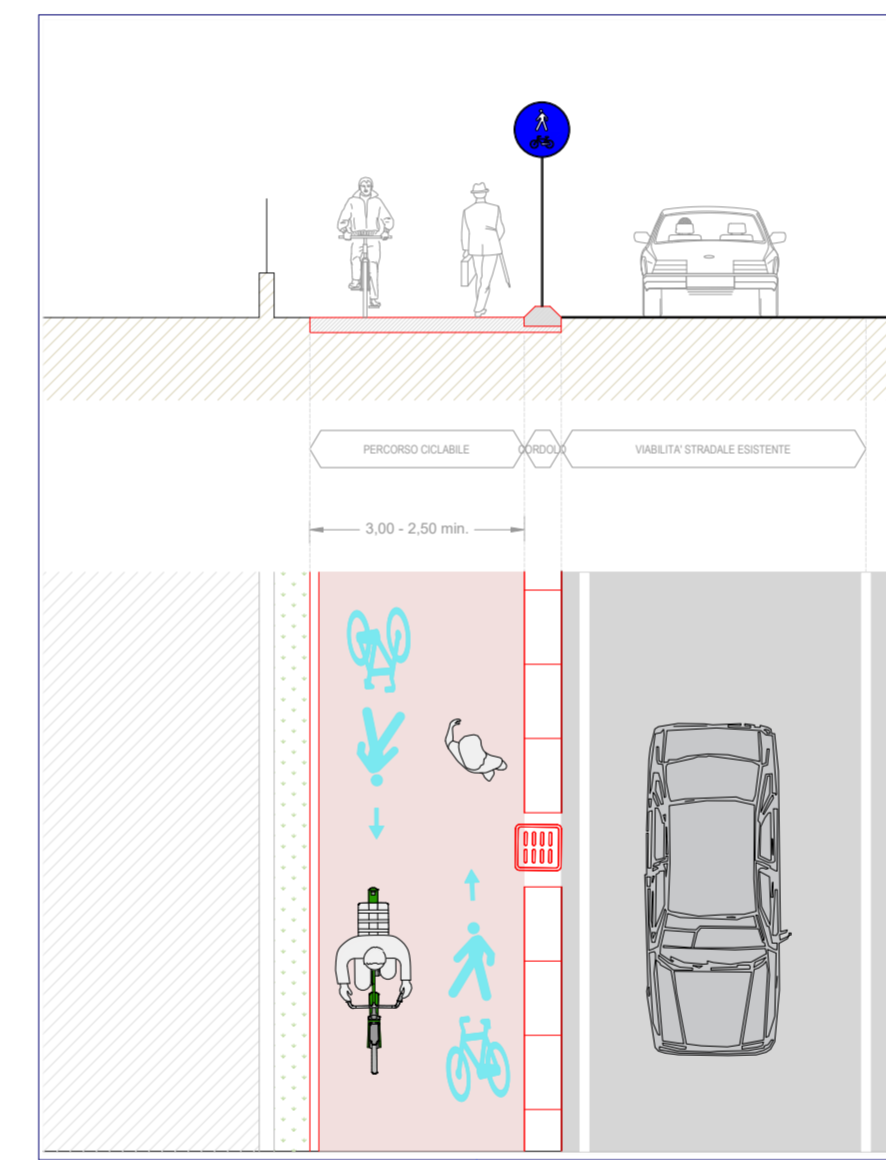 PERCORSO CICLABILE
CORDOLO
VIABILITA' STRADALE ESISTENTE
3,00 - 2,50 min.